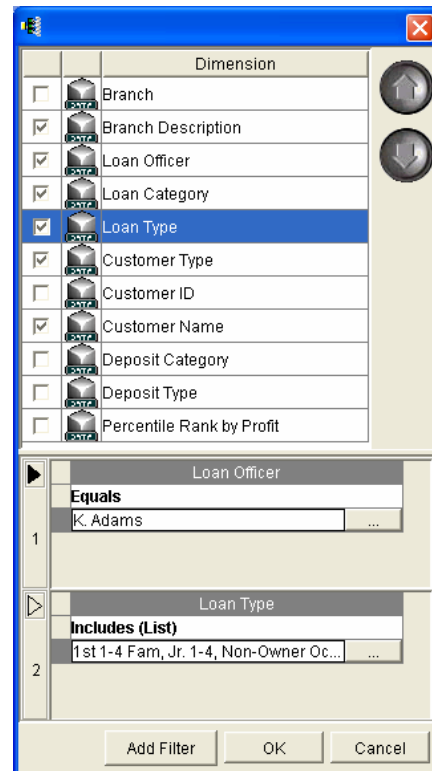 Dimension
Branch
Branch Description
Loan Officer
Loan Category
Loan Type
Customer Type
Customer ID
Customer Name
Deposit Category
Deposit Type
Percentile Rank by Profit
Loan Officer
Equals
K. Adams ...
1
Loan Type
Includes (List)
1st 1-4 Fam, Jr. 1-4, Non-Owner Oc... ...
2
Add Filter OK Cancel